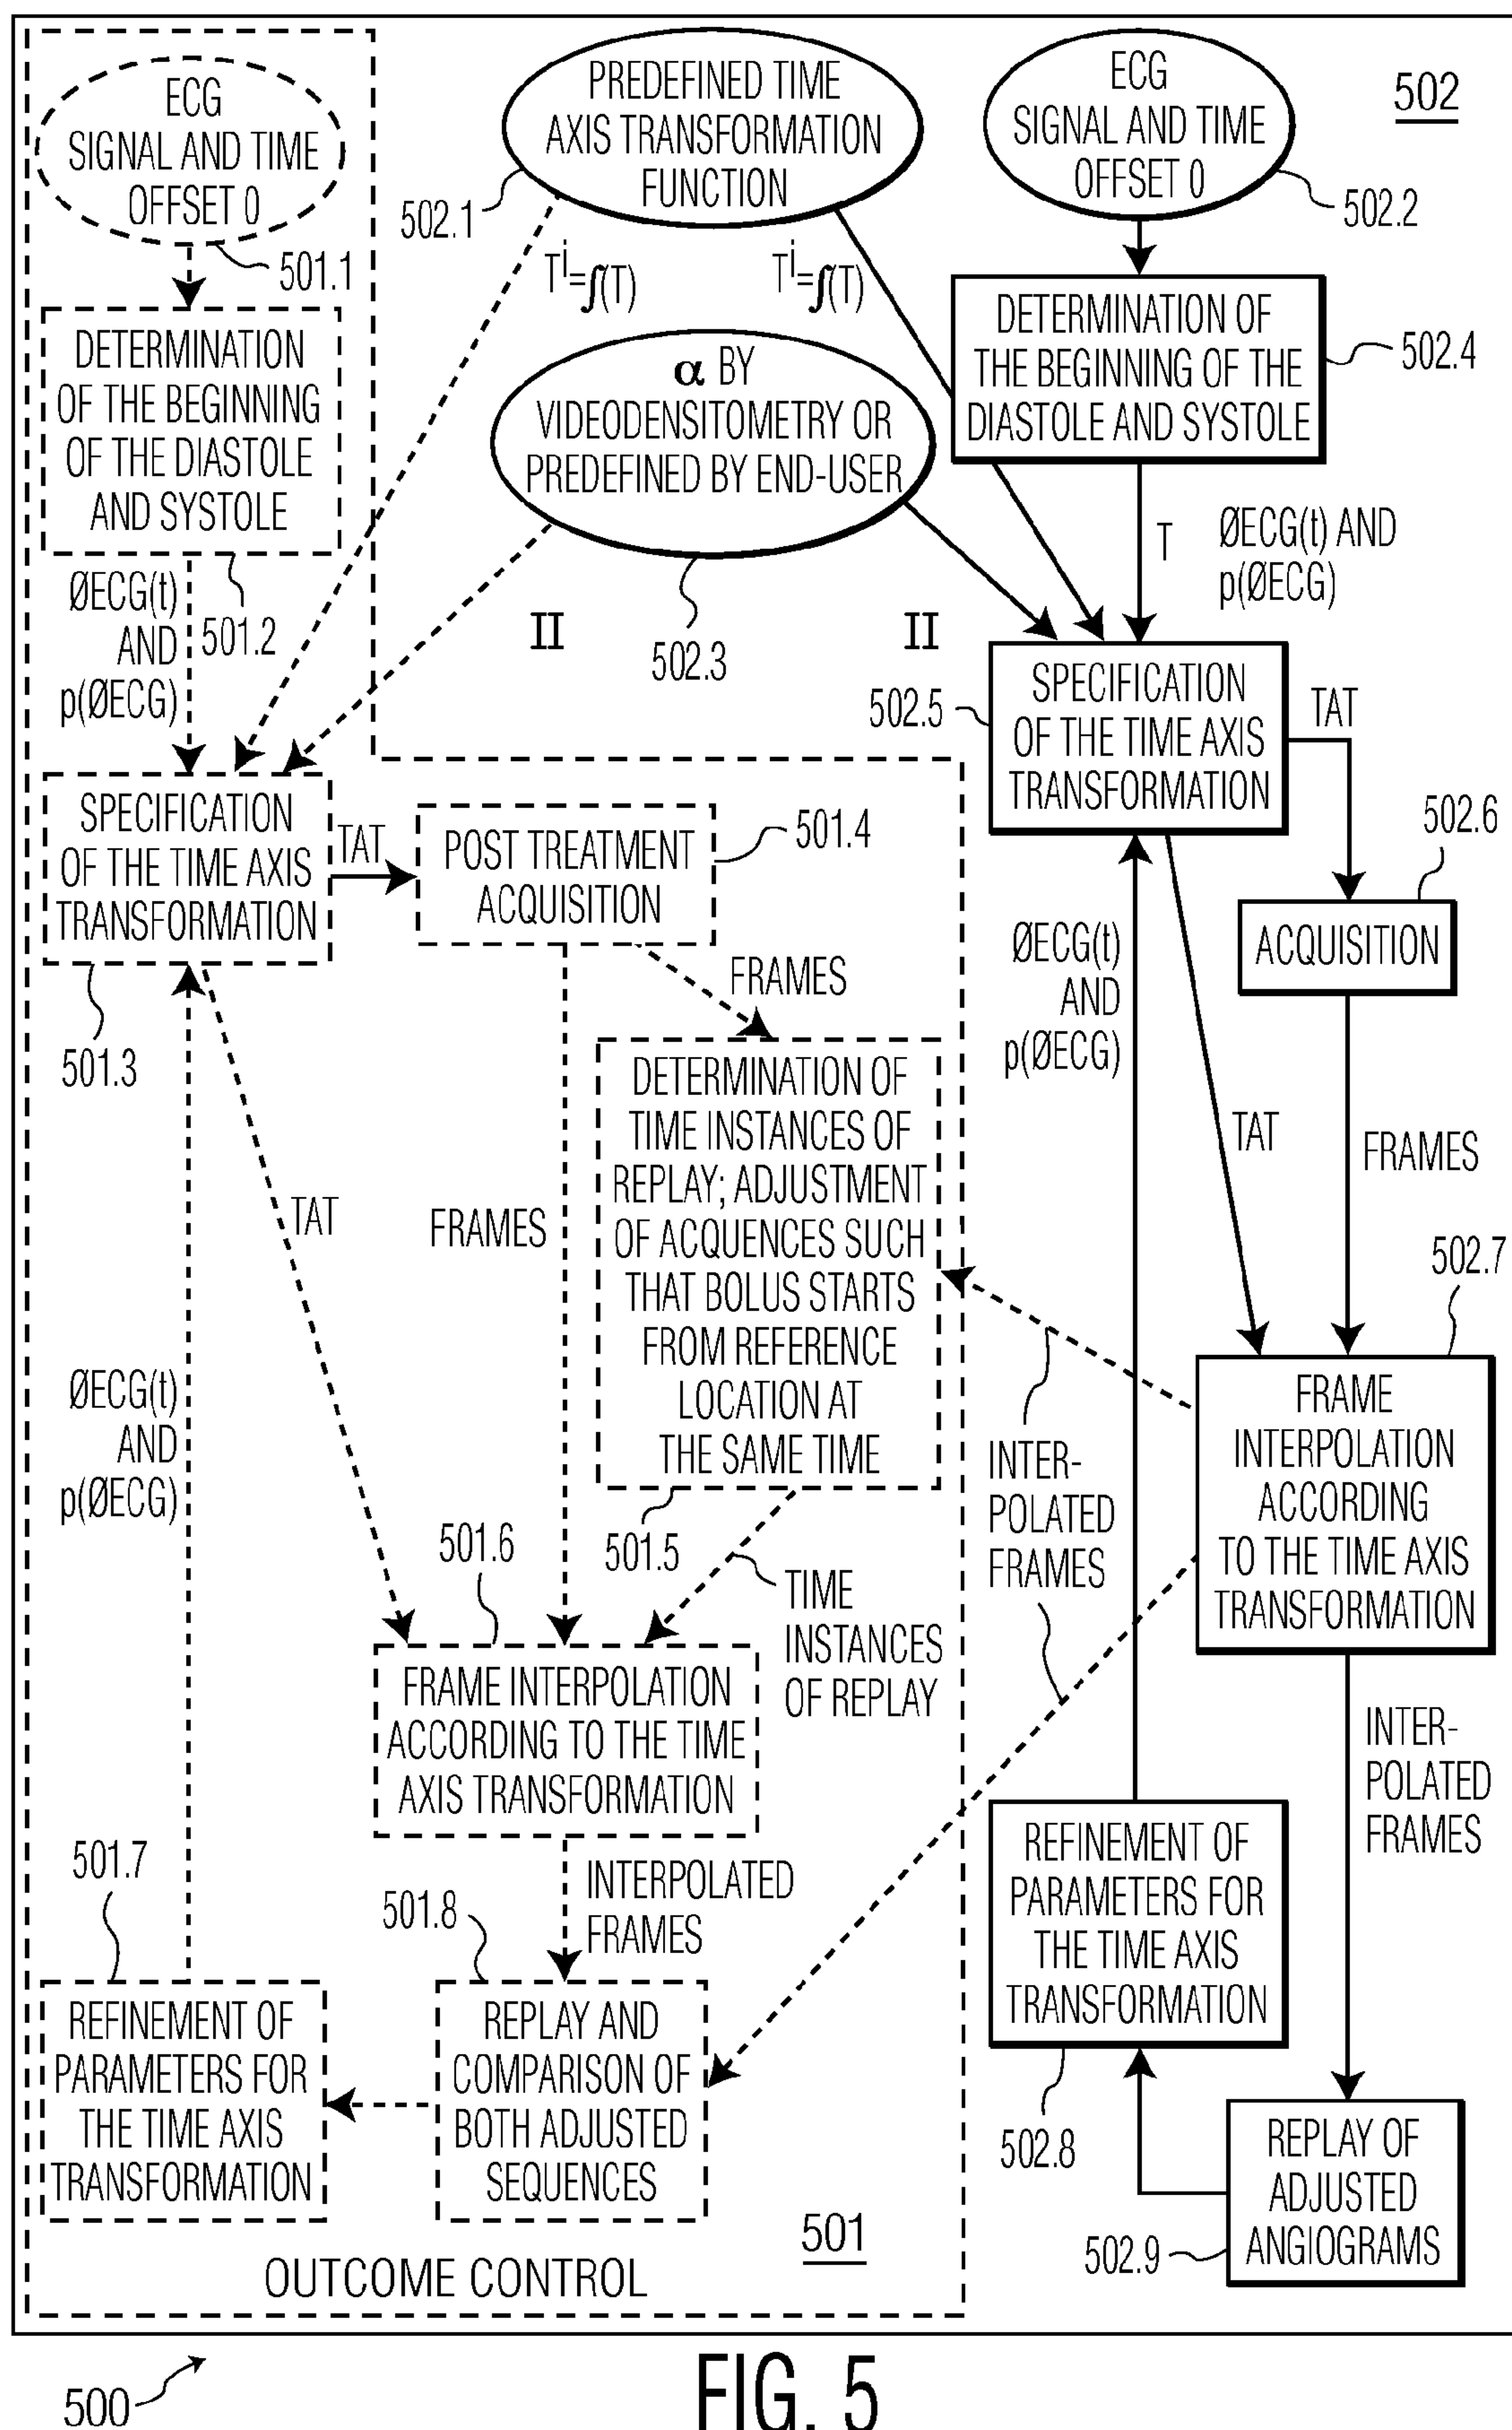 ECG
SIGNAL AND TIME
OFFSET 0
501.1
DETERMINATION
OF THE BEGINNING
OF THE DIASTOLE
AND SYSTOLE
501.2
ØECG(t)
AND
p(ØECG)
PREDEFINED TIME
AXIS TRANSFORMATION
FUNCTION
502.1
T^i=∫(T)
T^i=∫(T)
α BY
VIDEODENSITOMETRY OR
PREDEFINED BY END-USER
502.3
II
II
ECG
SIGNAL AND TIME
OFFSET 0
502.2
502
DETERMINATION OF
THE BEGINNING OF THE
DIASTOLE AND SYSTOLE
502.4
T
ØECG(t) AND
p(ØECG)
SPECIFICATION
OF THE TIME AXIS
TRANSFORMATION
502.5
TAT
502.6
ACQUISITION
SPECIFICATION
OF THE TIME AXIS
TRANSFORMATION
501.3
TAT
POST TREATMENT
ACQUISITION
501.4
FRAMES
DETERMINATION OF
TIME INSTANCES OF
REPLAY; ADJUSTMENT
OF ACQUENCES SUCH
THAT BOLUS STARTS
FROM REFERENCE
LOCATION AT
THE SAME TIME
501.5
TAT
FRAMES
ØECG(t)
AND
p(ØECG)
TAT
FRAMES
502.7
FRAME
INTERPOLATION
ACCORDING
TO THE TIME AXIS
TRANSFORMATION
INTER-
POLATED
FRAMES
ØECG(t)
AND
p(ØECG)
501.6
TIME
INSTANCES
OF REPLAY
FRAME INTERPOLATION
ACCORDING TO THE TIME
AXIS TRANSFORMATION
INTERPOLATED
FRAMES
501.7
REFINEMENT OF
PARAMETERS FOR
THE TIME AXIS
TRANSFORMATION
501.8
REPLAY AND
COMPARISON OF
BOTH ADJUSTED
SEQUENCES
501
OUTCOME CONTROL
INTER-
POLATED
FRAMES
REFINEMENT OF
PARAMETERS FOR
THE TIME AXIS
TRANSFORMATION
502.8
REPLAY OF
ADJUSTED
ANGIOGRAMS
502.9
500
FIG. 5